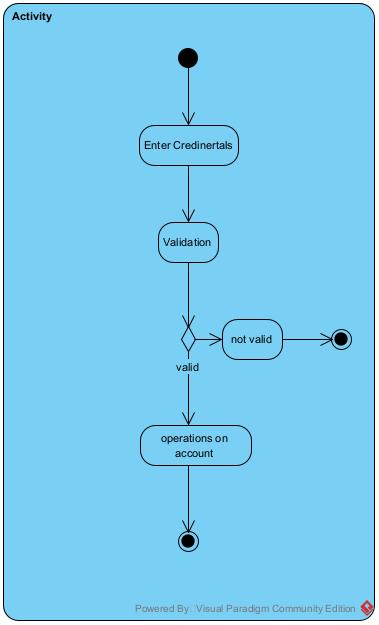 Activity
Enter Credinertals
Validation
not valid
valid
operations on
account
Powered By Visual Paradigm Community Edition